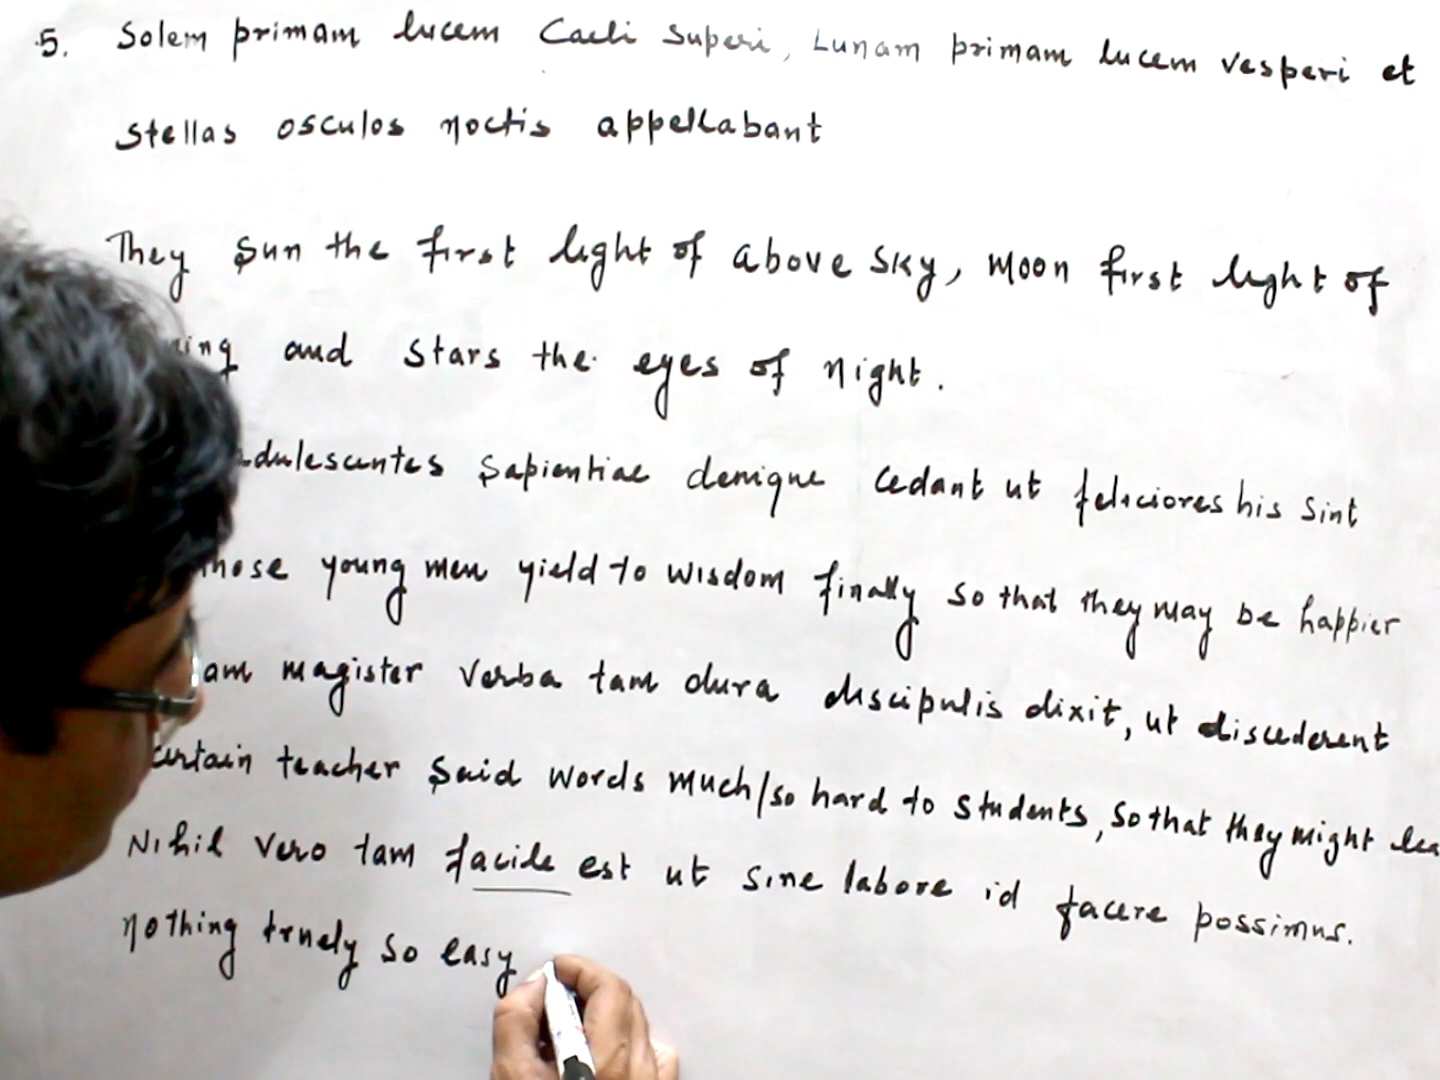 5. Solem primam lucem Caeli superi, Lunam primam lucem vesperi et
stellas osculos noctis appellabant
They sun the first light of above sky, moon first light of
and stars the eyes of night.
adulescentes sapientiae denique cedant ut feliciores his sint
young men yield to wisdom finally so that they may be happier
magister verba tam dura discipulis dixit, ut discederent
teacher said words much/so hard to students, so that they might
Nihil vero tam facile est ut sine labore id facere possimus.
nothing truely so easy